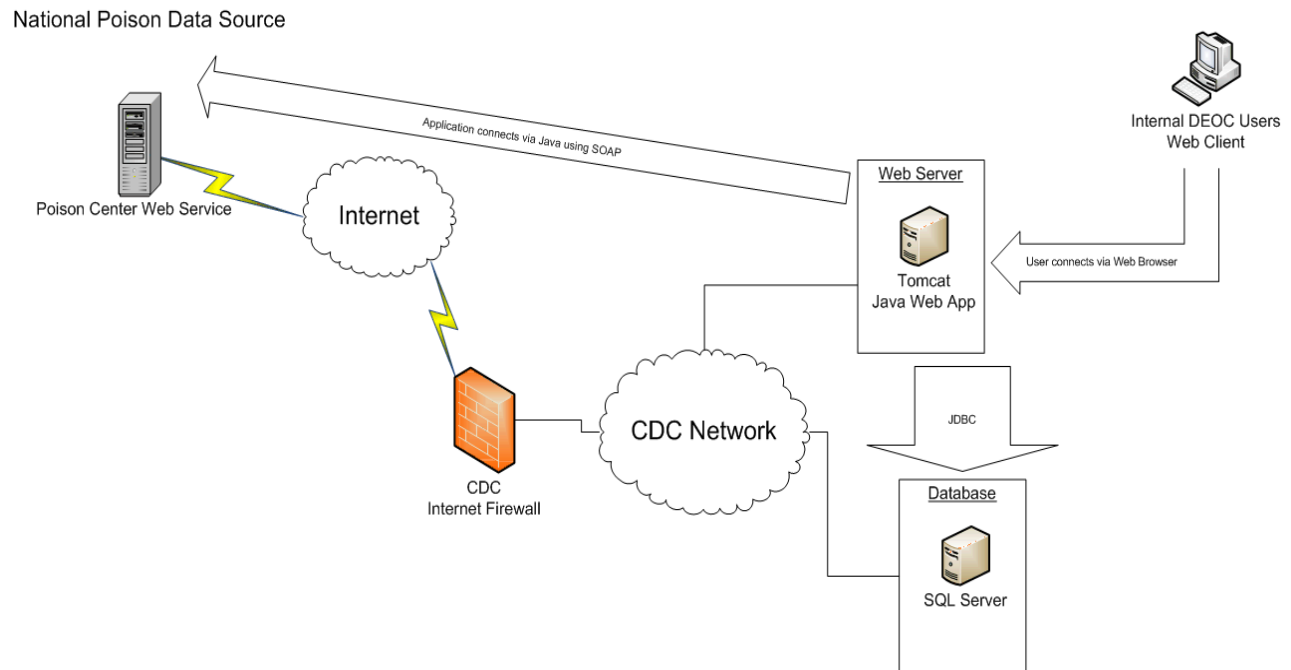 National Poison Data Source
Application connects via Java using SOAP
Internal DEOC Users
Web Client
Poison Center Web Service
Internet
Web Server
Tomcat
Java Web App
User connects via Web Browser
CDC Network
JDBC
CDC
Internet Firewall
Database
SQL Server